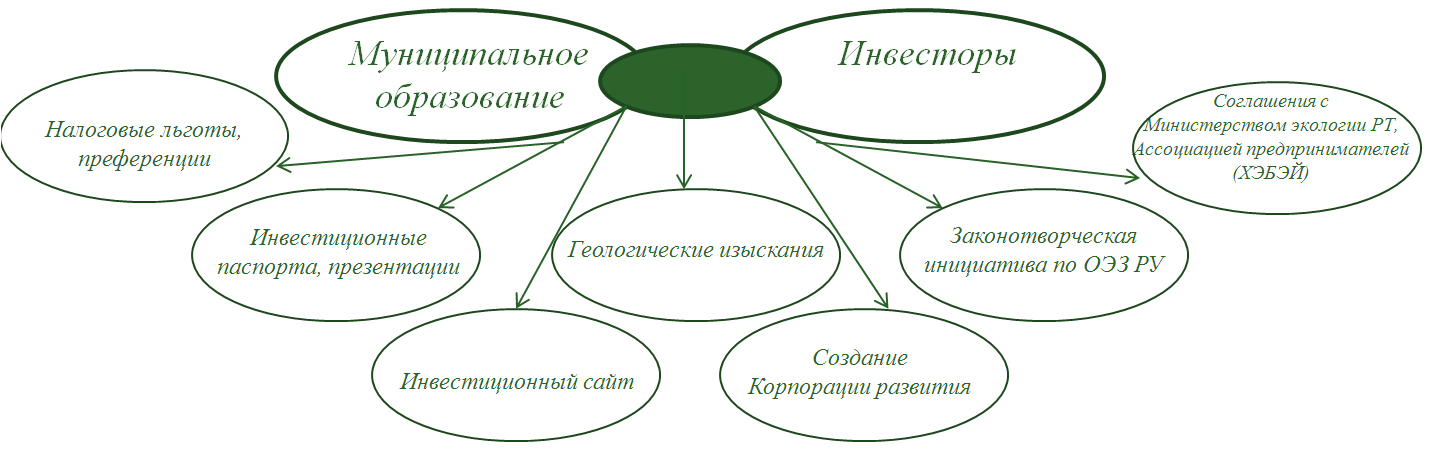 Муниципальное
образование
Инвесторы
Налоговые льготы,
преференции
Соглашения с
Министерством экологии РТ,
Ассоциацией предпринимателей
(ХЭБЭЙ)
Инвестиционные
паспорта, презентации
Геологические изыскания
Законотворческая
инициатива по ОЭЗ РУ
Инвестиционный сайт
Создание
Корпорации развития